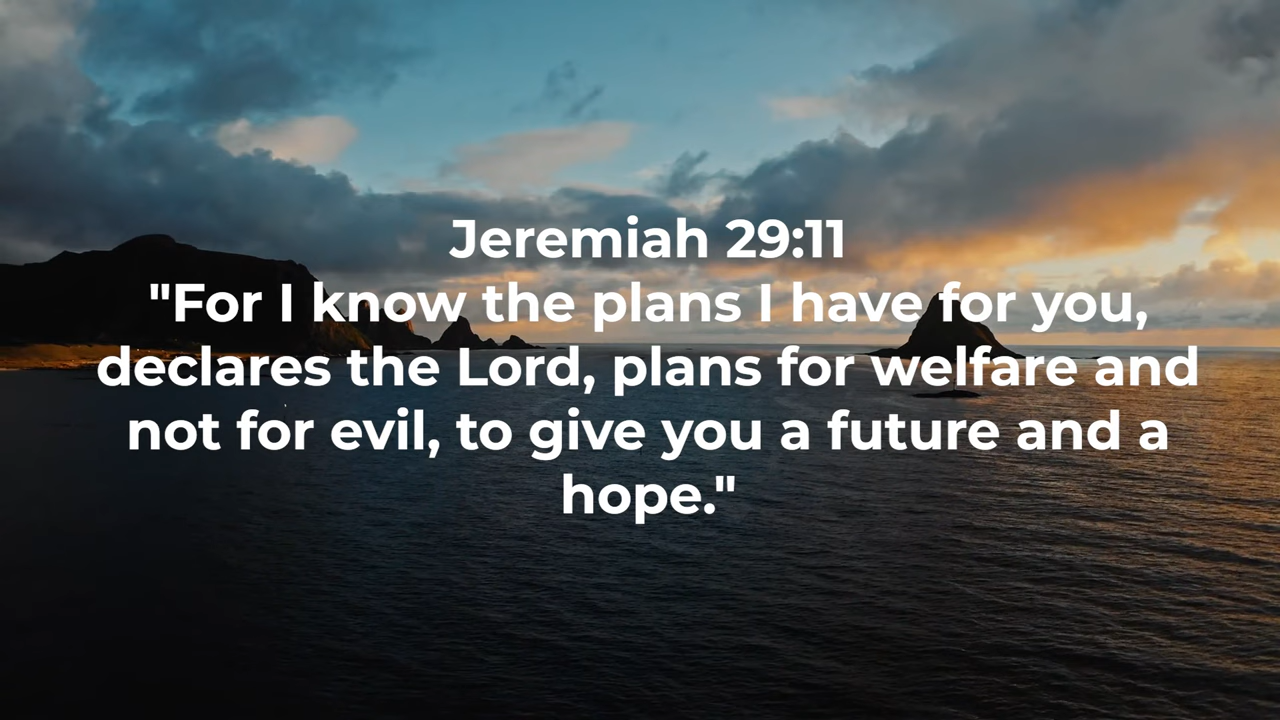 Jeremiah 29:11
"For I know the plans I have for you,
declares the Lord, plans for welfare and
not for evil, to give you a future and a
hope."